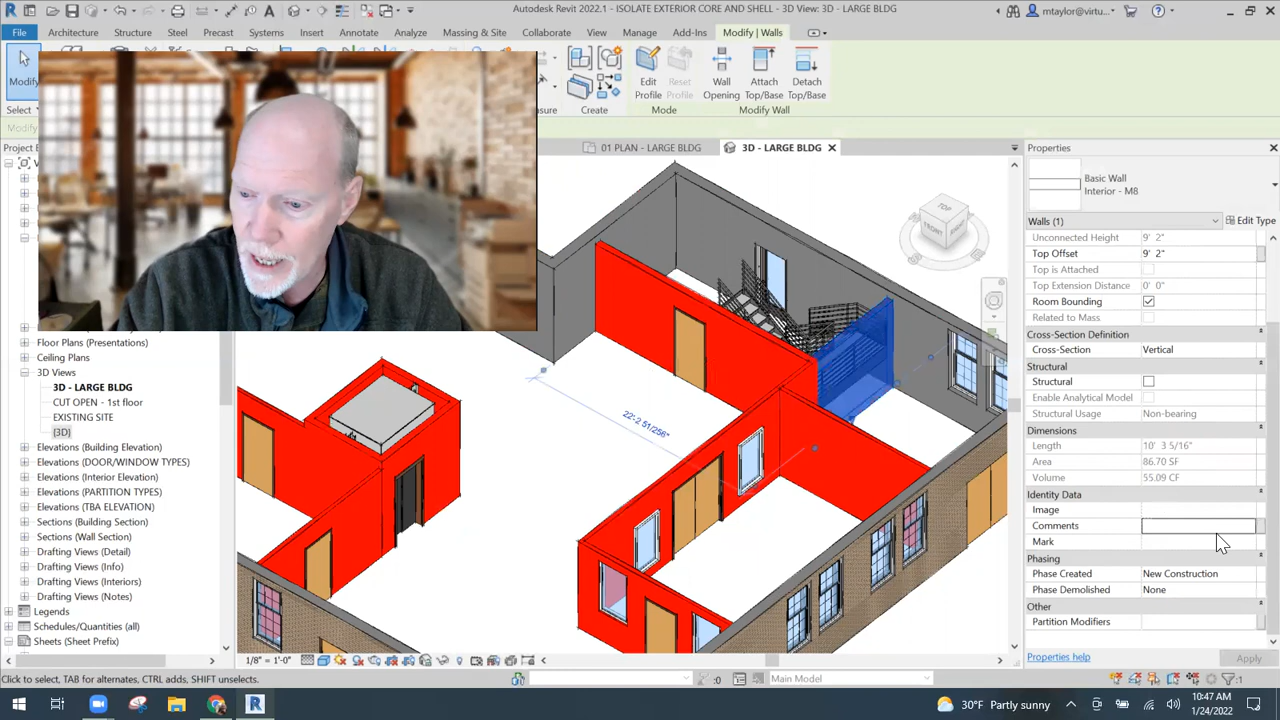 Autodesk Revit 2022.1 - ISOLATE EXTERIOR CORE AND SHELL - 3D View: 3D - LARGE BLDG
mtaylor@virtu...
File Architecture Structure Steel Precast Systems Insert Annotate Analyze Massing & Site Collaborate View Manage Add-Ins Modify | Walls
Modify
Edit Profile
Reset Profile
Wall Opening
Attach Top/Base
Detach Top/Base
Select
Create
Mode
Modify Wall
01 PLAN - LARGE BLDG
3D - LARGE BLDG
Floor Plans (Presentations)
Ceiling Plans
3D Views
3D - LARGE BLDG
CUT OPEN - 1st floor
EXISTING SITE
{3D}
Elevations (Building Elevation)
Elevations (DOOR/WINDOW TYPES)
Elevations (Interior Elevation)
Elevations (PARTITION TYPES)
Elevations (TBA ELEVATION)
Sections (Building Section)
Sections (Wall Section)
Drafting Views (Detail)
Drafting Views (Info)
Drafting Views (Interiors)
Drafting Views (Notes)
Legends
Schedules/Quantities (all)
Sheets (Sheet Prefix)
TOP
FRONT
22'-2 51/256"
1/8" = 1'-0"
Properties
Basic Wall
Interior - M8
Walls (1) Edit Type
Unconnected Height 9' 2"
Top Offset 9' 2"
Top is Attached
Top Extension Distance 0' 0"
Room Bounding
Related to Mass
Cross-Section Definition
Cross-Section Vertical
Structural
Structural
Enable Analytical Model
Structural Usage Non-bearing
Dimensions
Length 10' 3 5/16"
Area 86.70 SF
Volume 55.09 CF
Identity Data
Image
Comments
Mark
Phasing
Phase Created New Construction
Phase Demolished None
Other
Partition Modifiers
Properties help Apply
Click to select, TAB for alternates, CTRL adds, SHIFT unselects.
:0
Main Model
:1
30°F Partly sunny
10:47 AM
1/24/2022